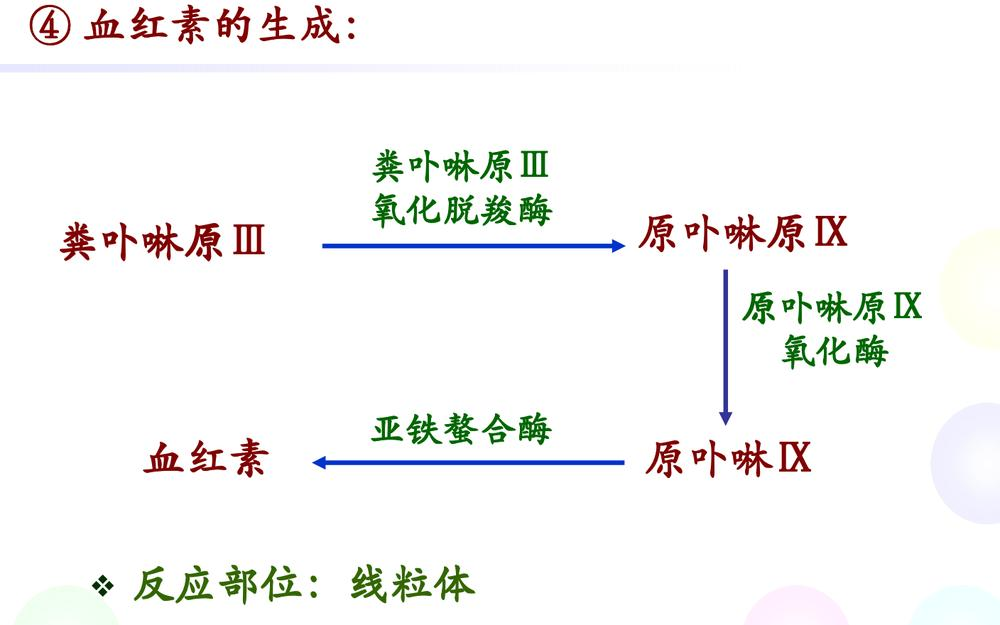 ④ 血红素的生成：
粪卟啉原Ⅲ
氧化脱羧酶
粪卟啉原Ⅲ
原卟啉原Ⅸ
原卟啉原Ⅸ
氧化酶
亚铁螯合酶
血红素
原卟啉Ⅸ
❖ 反应部位：线粒体